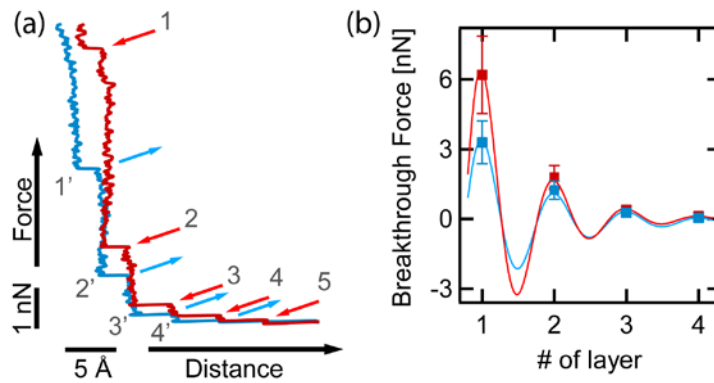 (a)
1
1'
2
2'
3
4
5
3'
4'
Force
1 nN
5 Å
Distance
(b)
Breakthrough Force [nN]
6
3
0
-3
1
2
3
4
# of layer